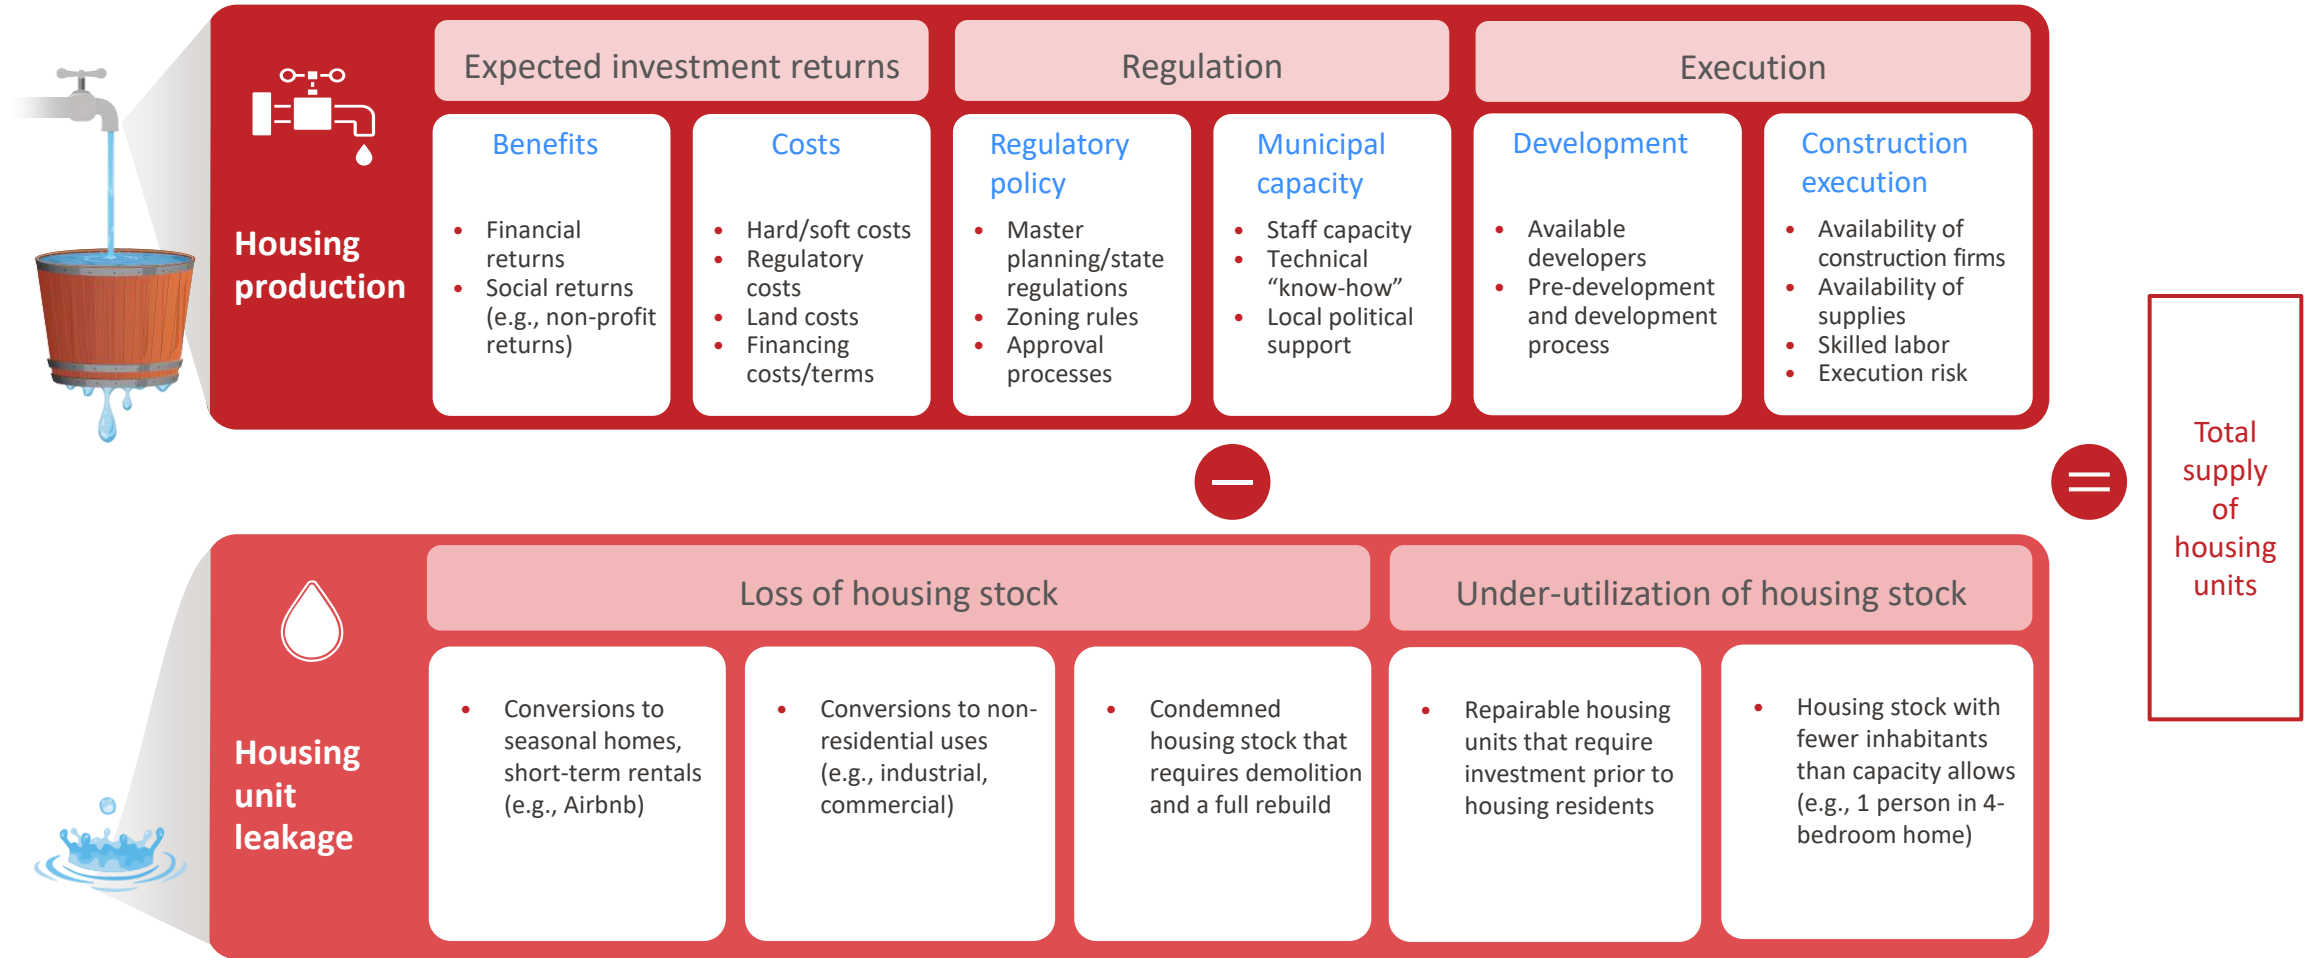 Housing
production
Expected investment returns
Benefits
• Financial
returns
• Social returns
(e.g., non-profit
returns)
Costs
• Hard/soft costs
• Regulatory
costs
• Land costs
• Financing
costs/terms
Regulation
Regulatory
policy
• Master
planning/state
regulations
• Zoning rules
• Approval
processes
Municipal
capacity
• Staff capacity
• Technical
“know-how”
• Local political
support
Execution
Development
• Available
developers
• Pre-development
and development
process
Construction
execution
• Availability of
construction firms
• Availability of
supplies
• Skilled labor
• Execution risk
—
Housing
unit
leakage
Loss of housing stock
• Conversions to
seasonal homes,
short-term rentals
(e.g., Airbnb)
• Conversions to non-
residential uses
(e.g., industrial,
commercial)
• Condemned
housing stock that
requires demolition
and a full rebuild
Under-utilization of housing stock
• Repairable housing
units that require
investment prior to
housing residents
• Housing stock with
fewer inhabitants
than capacity allows
(e.g., 1 person in 4-
bedroom home)
=
Total
supply
of
housing
units